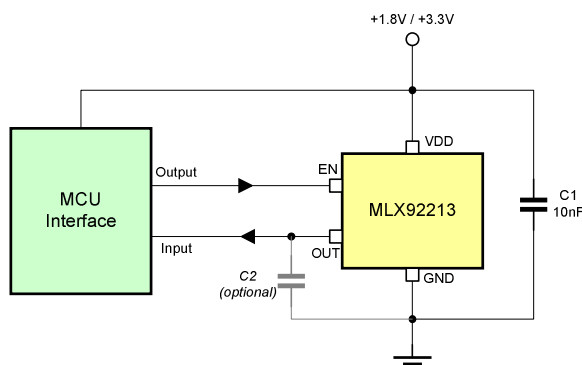 +1.8V / +3.3V
VDD
Output
EN
MCU
Interface
MLX92213
C1
10nF
Input
OUT
C2
(optional)
GND